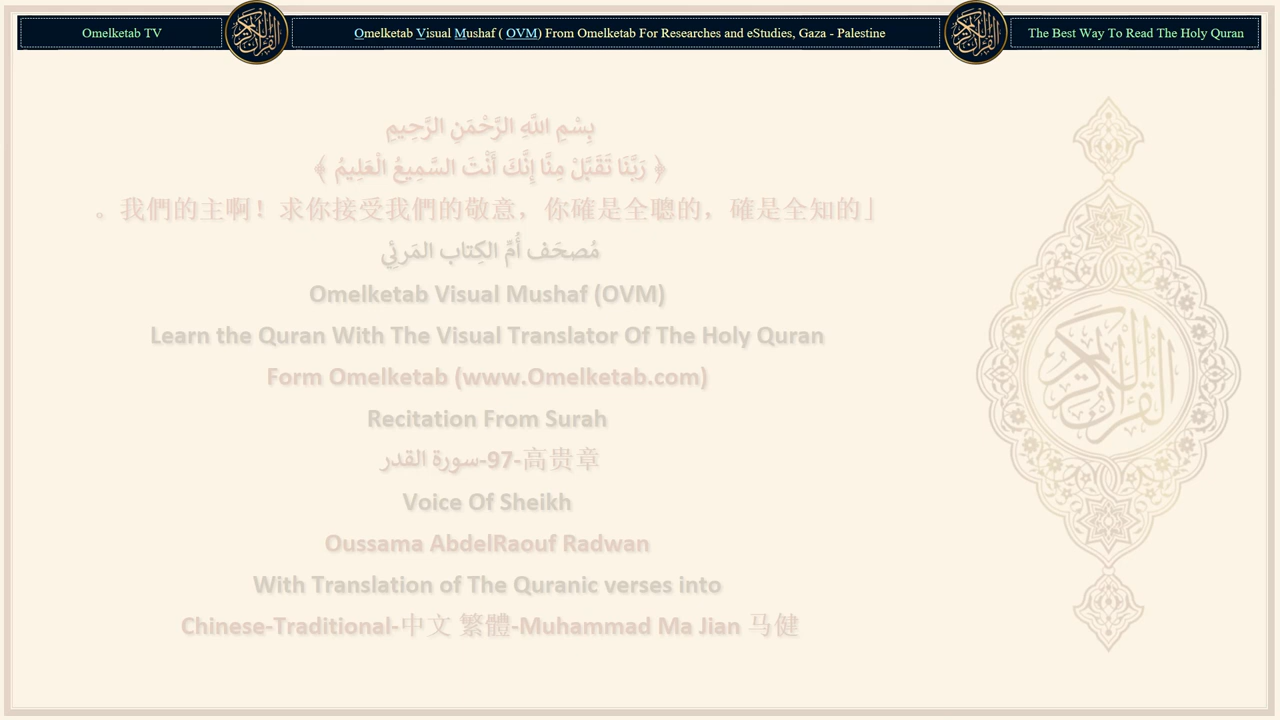 Omelketab TV
Omelketab Visual Mushaf ( OVM) From Omelketab For Researches and eStudies, Gaza - Palestine
The Best Way To Read The Holy Quran
بِسْمِ اللَّهِ الرَّحْمَنِ الرَّحِيمِ
﴿ رَبَّنَا تَقَبَّلْ مِنَّا إِنَّكَ أَنْتَ السَّمِيعُ الْعَلِيمُ ﴾
。我們的主啊！求你接受我們的敬意，你確是全聰的，確是全知的」
مُصحَف أُمِّ الكِتاب المَرئِي
Omelketab Visual Mushaf (OVM)
Learn the Quran With The Visual Translator Of The Holy Quran
Form Omelketab (www.Omelketab.com)
Recitation From Surah
سورة القدر-97-高贵章
Voice Of Sheikh
Oussama AbdelRaouf Radwan
With Translation of The Quranic verses into
Chinese-Traditional-中文 繁體-Muhammad Ma Jian 马健